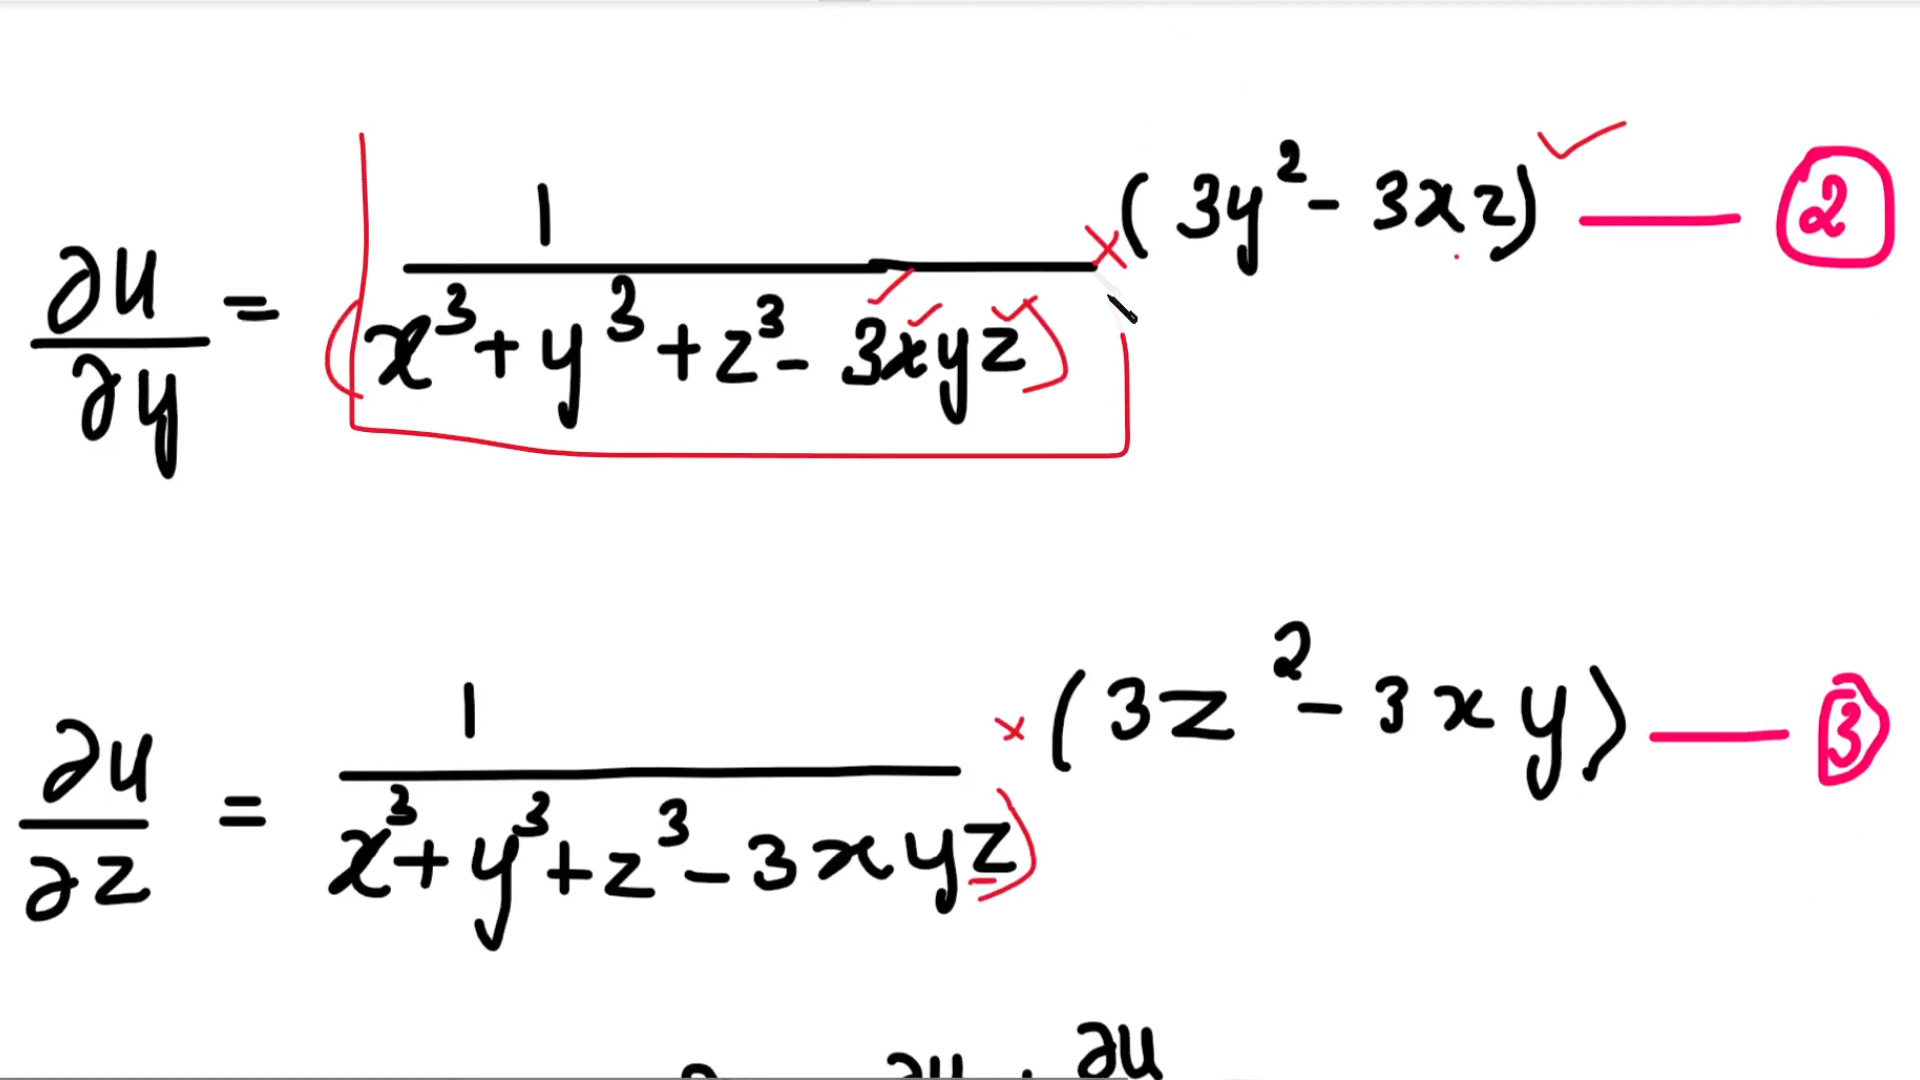 ∂u/∂y = 1/(x³ + y³ + z³ - 3xyz) × (3y² - 3xz) — 2
∂u/∂z = 1/(x³ + y³ + z³ - 3xyz) × (3z² - 3xy) — 3